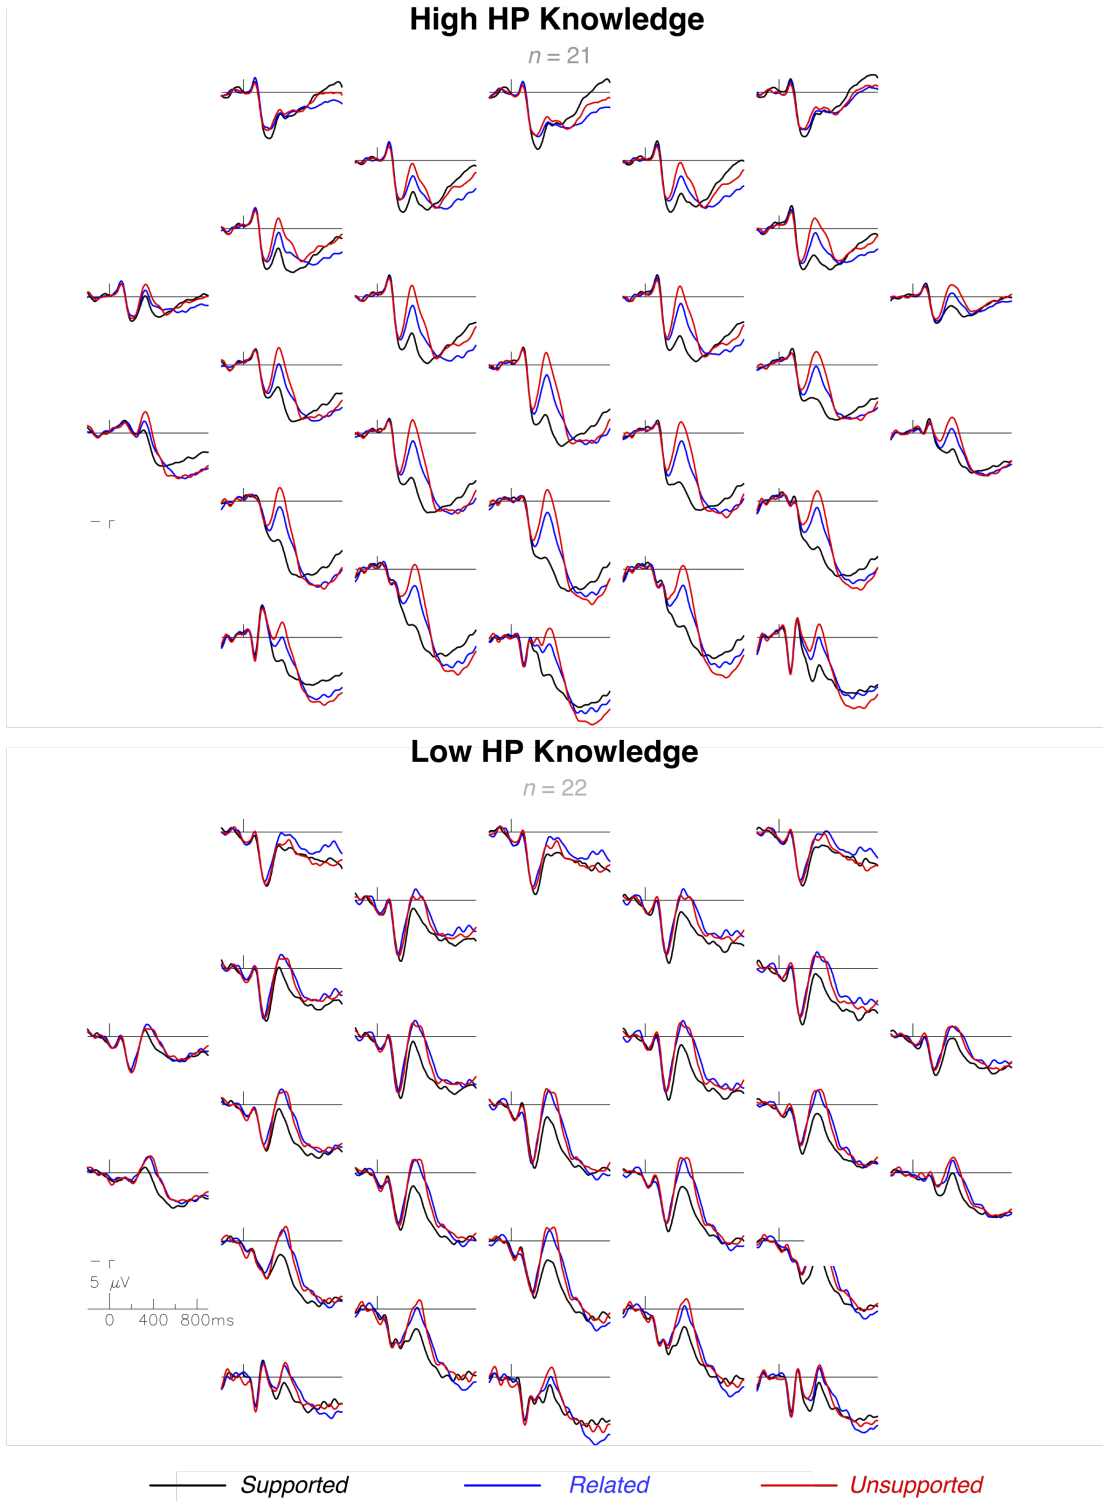 High HP Knowledge
n = 21
Low HP Knowledge
n = 22
5 μV
0 400 800ms
Supported Related Unsupported